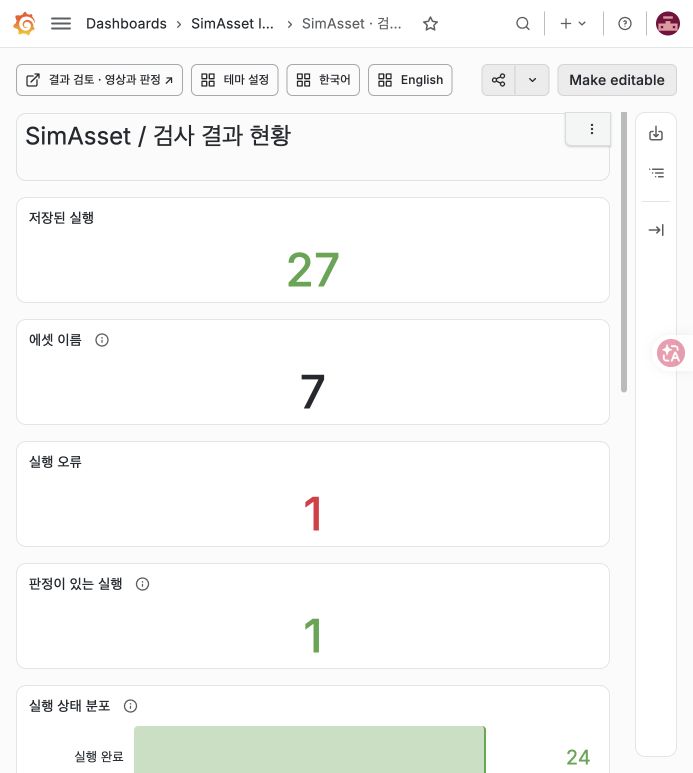 Dashboards › SimAsset I... › SimAsset · 검...
결과 검토 · 영상과 판정 ↗ 테마 설정 한국어 English Make editable
SimAsset / 검사 결과 현황
저장된 실행
27
에셋 이름
7
실행 오류
1
판정이 있는 실행
1
실행 상태 분포
실행 완료 24